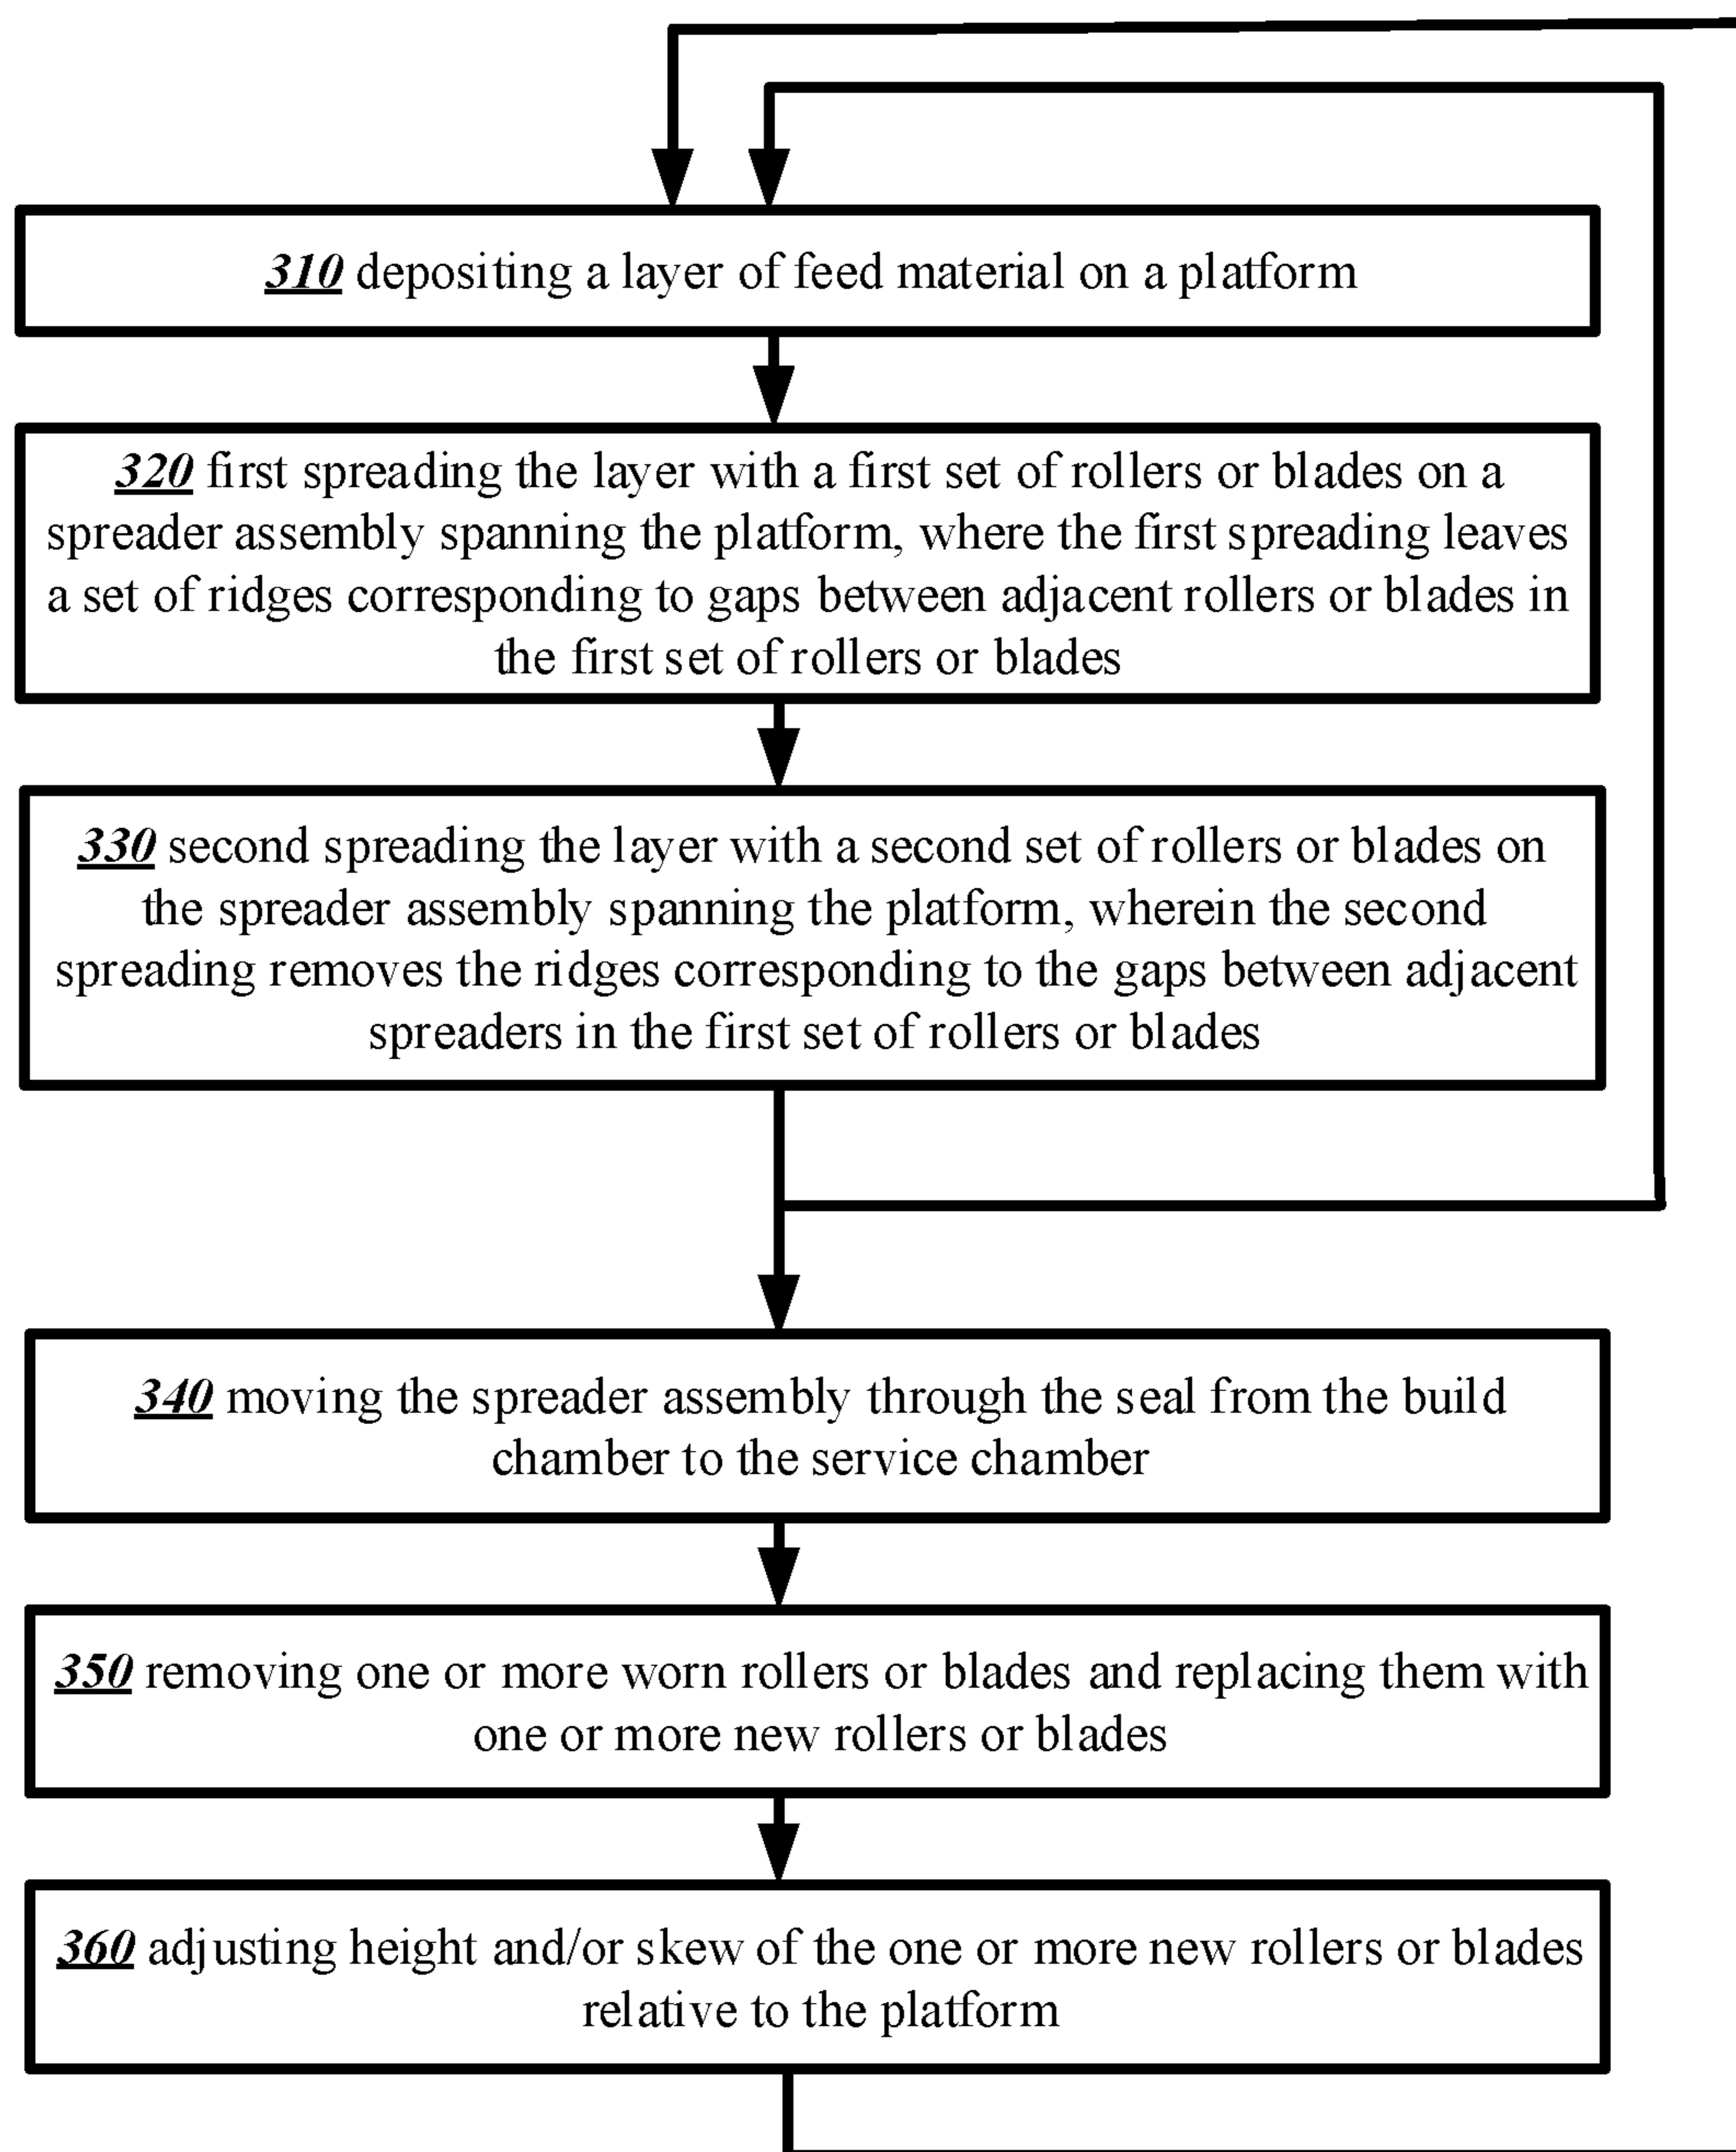 310 depositing a layer of feed material on a platform
320 first spreading the layer with a first set of rollers or blades on a
spreader assembly spanning the platform, where the first spreading leaves
a set of ridges corresponding to gaps between adjacent rollers or blades in
the first set of rollers or blades
330 second spreading the layer with a second set of rollers or blades on
the spreader assembly spanning the platform, wherein the second
spreading removes the ridges corresponding to the gaps between adjacent
spreaders in the first set of rollers or blades
340 moving the spreader assembly through the seal from the build
chamber to the service chamber
350 removing one or more worn rollers or blades and replacing them with
one or more new rollers or blades
360 adjusting height and/or skew of the one or more new rollers or blades
relative to the platform